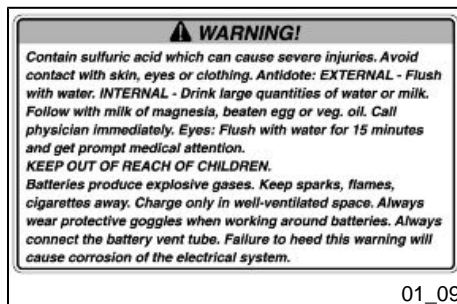 WARNING!
Contain sulfuric acid which can cause severe injuries. Avoid
contact with skin, eyes or clothing. Antidote: EXTERNAL - Flush
with water. INTERNAL - Drink large quantities of water or milk.
Follow with milk of magnesia, beaten egg or veg. oil. Call
physician immediately. Eyes: Flush with water for 15 minutes
and get prompt medical attention.
KEEP OUT OF REACH OF CHILDREN.
Batteries produce explosive gases. Keep sparks, flames,
cigarettes away. Charge only in well-ventilated space. Always
wear protective goggles when working around batteries. Always
connect the battery vent tube. Failure to heed this warning will
cause corrosion of the electrical system.
01_09